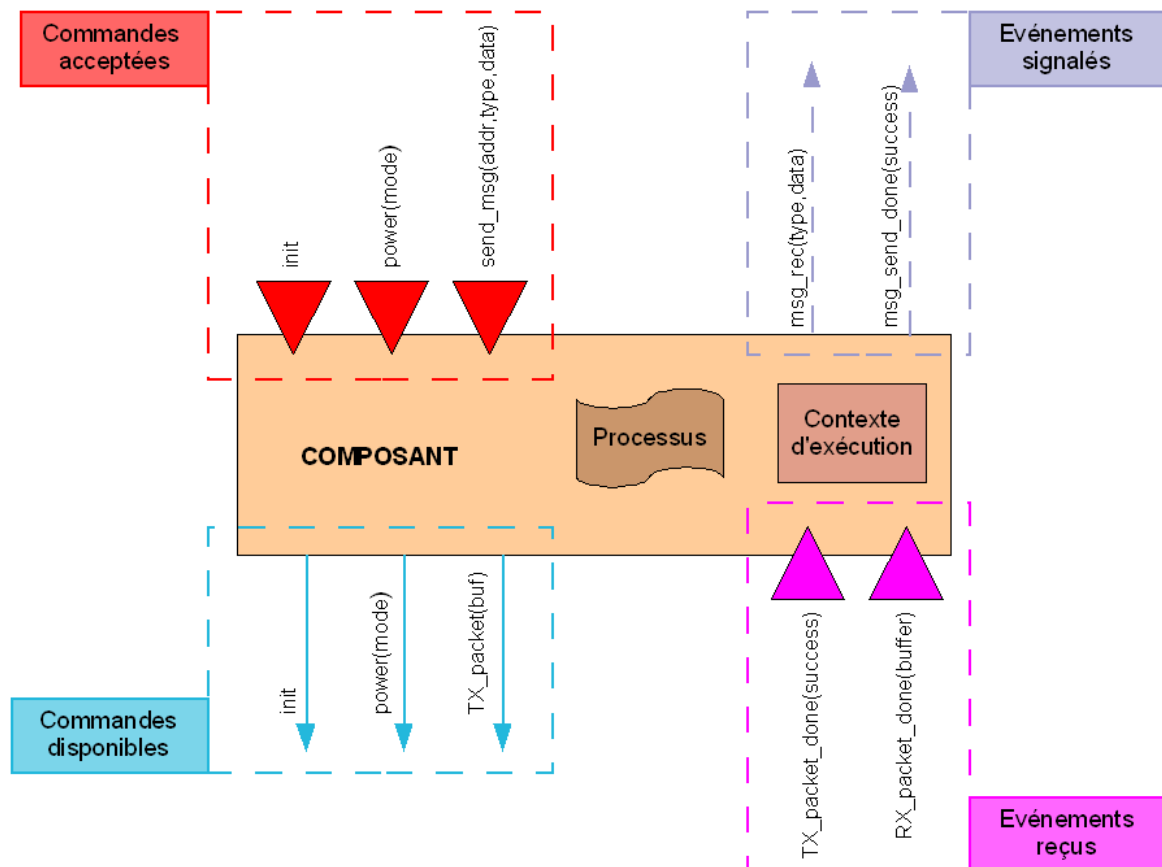 Commandes
acceptées
Evénements
signalés
init
power(mode)
send_msg(addr,type,data)
msg_rec(type,data)
msg_send_done(success)
COMPOSANT
Processus
Contexte
d'exécution
init
power(mode)
TX_packet(buf)
TX_packet_done(success)
RX_packet_done(buffer)
Commandes
disponibles
Evénements
reçus